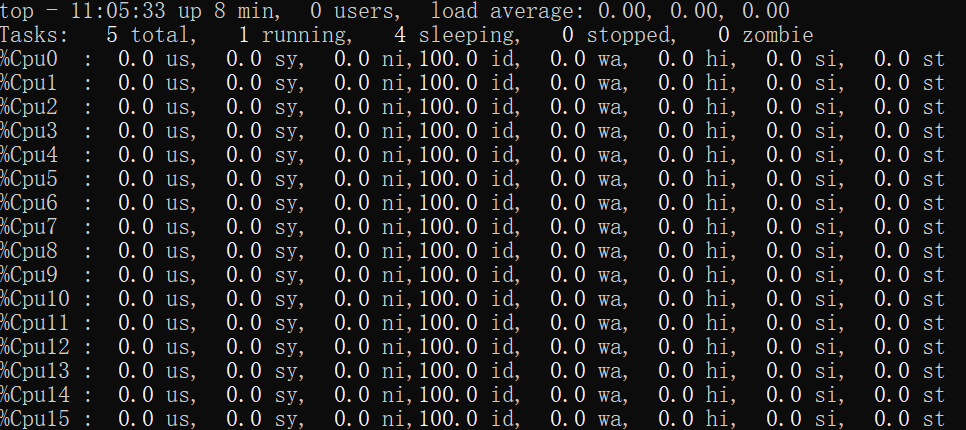 top - 11:05:33 up 8 min,  0 users,  load average: 0.00, 0.00, 0.00
Tasks:   5 total,   1 running,   4 sleeping,   0 stopped,   0 zombie
%Cpu0  :  0.0 us,  0.0 sy,  0.0 ni,100.0 id,  0.0 wa,  0.0 hi,  0.0 si,  0.0 st
%Cpu1  :  0.0 us,  0.0 sy,  0.0 ni,100.0 id,  0.0 wa,  0.0 hi,  0.0 si,  0.0 st
%Cpu2  :  0.0 us,  0.0 sy,  0.0 ni,100.0 id,  0.0 wa,  0.0 hi,  0.0 si,  0.0 st
%Cpu3  :  0.0 us,  0.0 sy,  0.0 ni,100.0 id,  0.0 wa,  0.0 hi,  0.0 si,  0.0 st
%Cpu4  :  0.0 us,  0.0 sy,  0.0 ni,100.0 id,  0.0 wa,  0.0 hi,  0.0 si,  0.0 st
%Cpu5  :  0.0 us,  0.0 sy,  0.0 ni,100.0 id,  0.0 wa,  0.0 hi,  0.0 si,  0.0 st
%Cpu6  :  0.0 us,  0.0 sy,  0.0 ni,100.0 id,  0.0 wa,  0.0 hi,  0.0 si,  0.0 st
%Cpu7  :  0.0 us,  0.0 sy,  0.0 ni,100.0 id,  0.0 wa,  0.0 hi,  0.0 si,  0.0 st
%Cpu8  :  0.0 us,  0.0 sy,  0.0 ni,100.0 id,  0.0 wa,  0.0 hi,  0.0 si,  0.0 st
%Cpu9  :  0.0 us,  0.0 sy,  0.0 ni,100.0 id,  0.0 wa,  0.0 hi,  0.0 si,  0.0 st
%Cpu10 :  0.0 us,  0.0 sy,  0.0 ni,100.0 id,  0.0 wa,  0.0 hi,  0.0 si,  0.0 st
%Cpu11 :  0.0 us,  0.0 sy,  0.0 ni,100.0 id,  0.0 wa,  0.0 hi,  0.0 si,  0.0 st
%Cpu12 :  0.0 us,  0.0 sy,  0.0 ni,100.0 id,  0.0 wa,  0.0 hi,  0.0 si,  0.0 st
%Cpu13 :  0.0 us,  0.0 sy,  0.0 ni,100.0 id,  0.0 wa,  0.0 hi,  0.0 si,  0.0 st
%Cpu14 :  0.0 us,  0.0 sy,  0.0 ni,100.0 id,  0.0 wa,  0.0 hi,  0.0 si,  0.0 st
%Cpu15 :  0.0 us,  0.0 sy,  0.0 ni,100.0 id,  0.0 wa,  0.0 hi,  0.0 si,  0.0 st